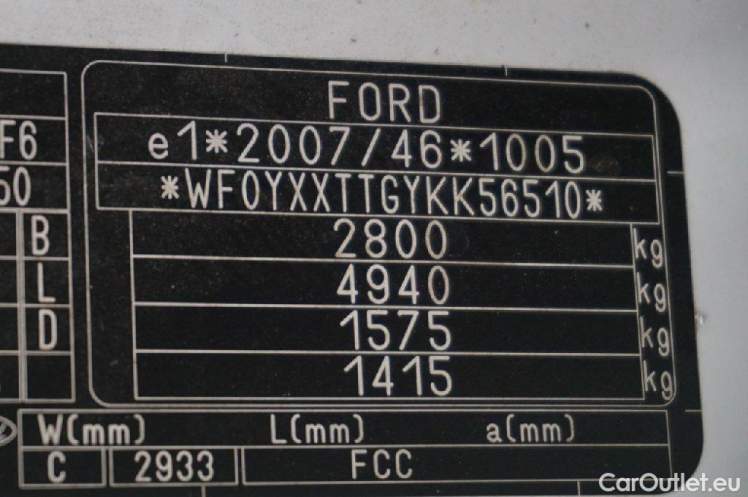 FORD
F6
e1*2007/46*1005
50
*WF0YXXTTGYKK56510*
B
2800 kg
L
4940 kg
D
1575 kg
1415 kg
W(mm) L(mm) a(mm)
C 2933 FCC
CarOutlet.eu